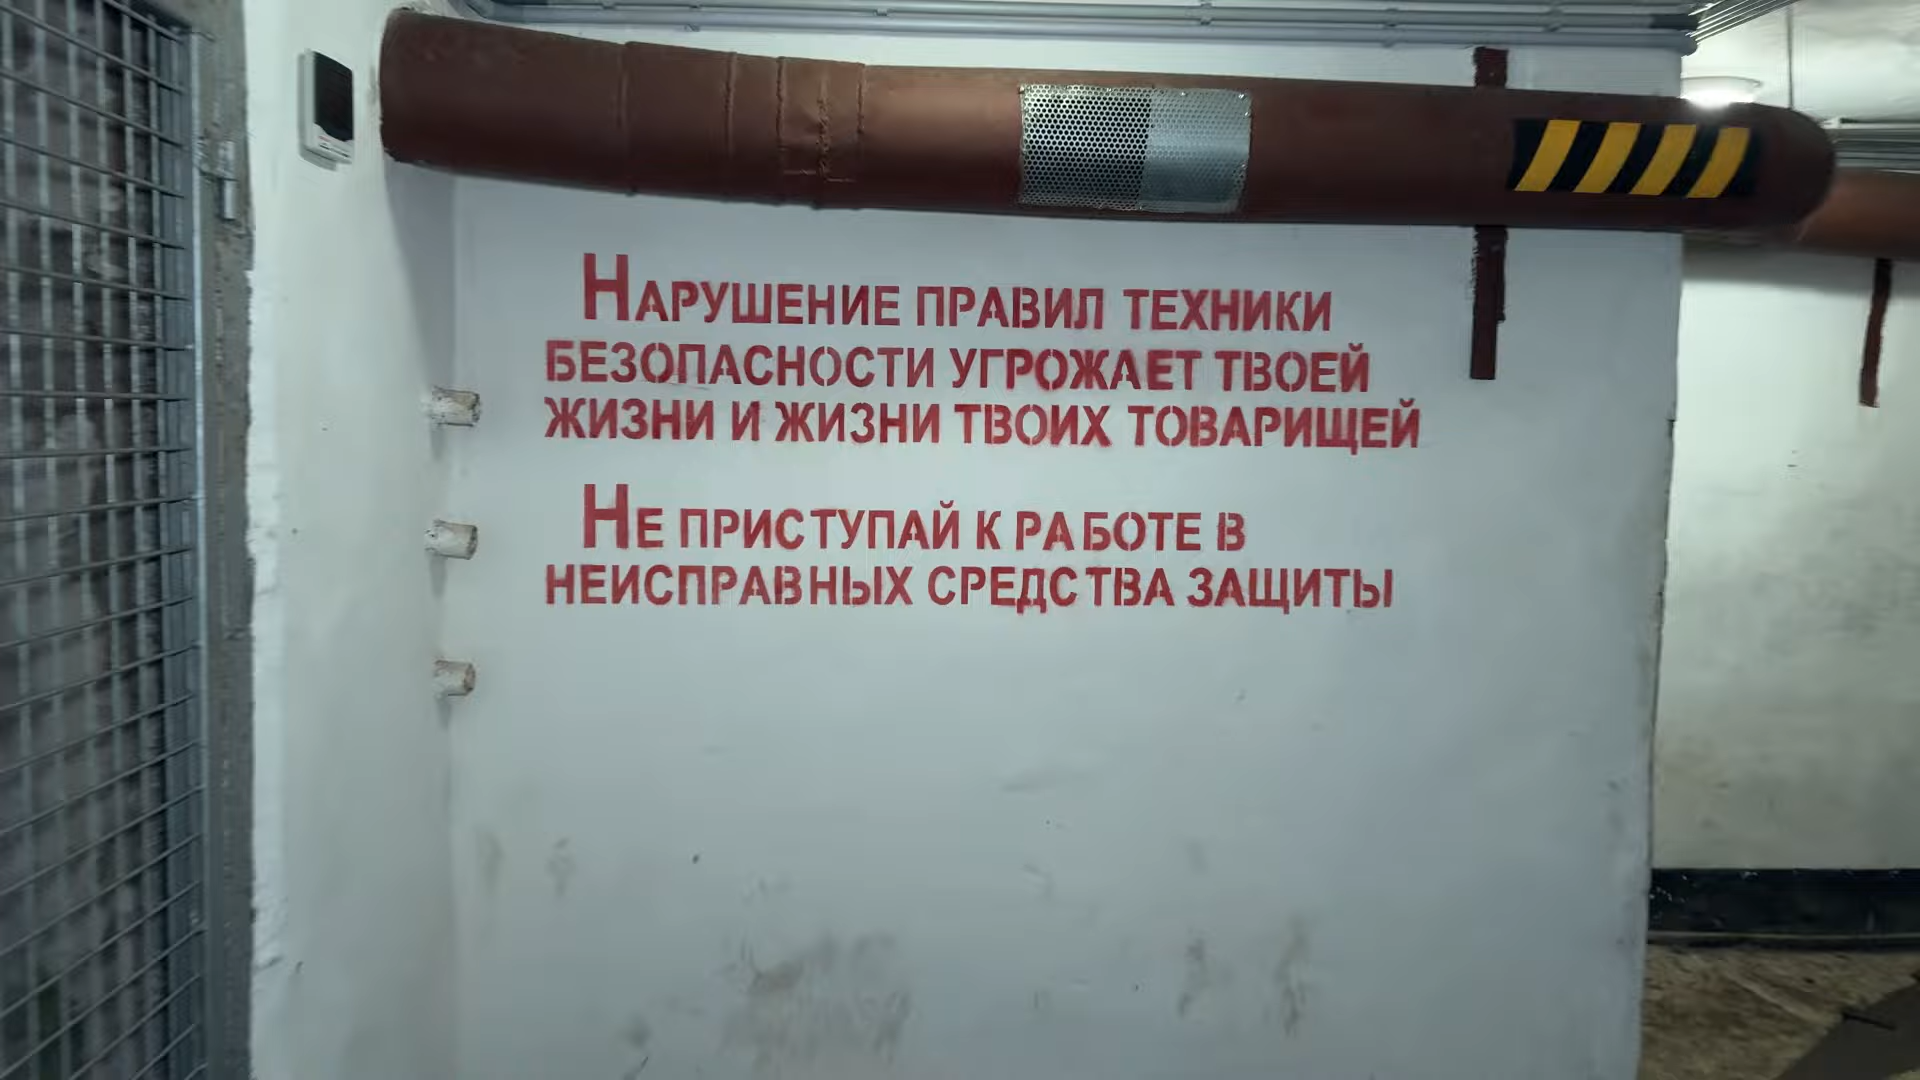 НАРУШЕНИЕ ПРАВИЛ ТЕХНИКИ
БЕЗОПАСНОСТИ УГРОЖАЕТ ТВОЕЙ
ЖИЗНИ И ЖИЗНИ ТВОИХ ТОВАРИЩЕЙ
НЕ ПРИСТУПАЙ К РАБОТЕ В
НЕИСПРАВНЫХ СРЕДСТВА ЗАЩИТЫ